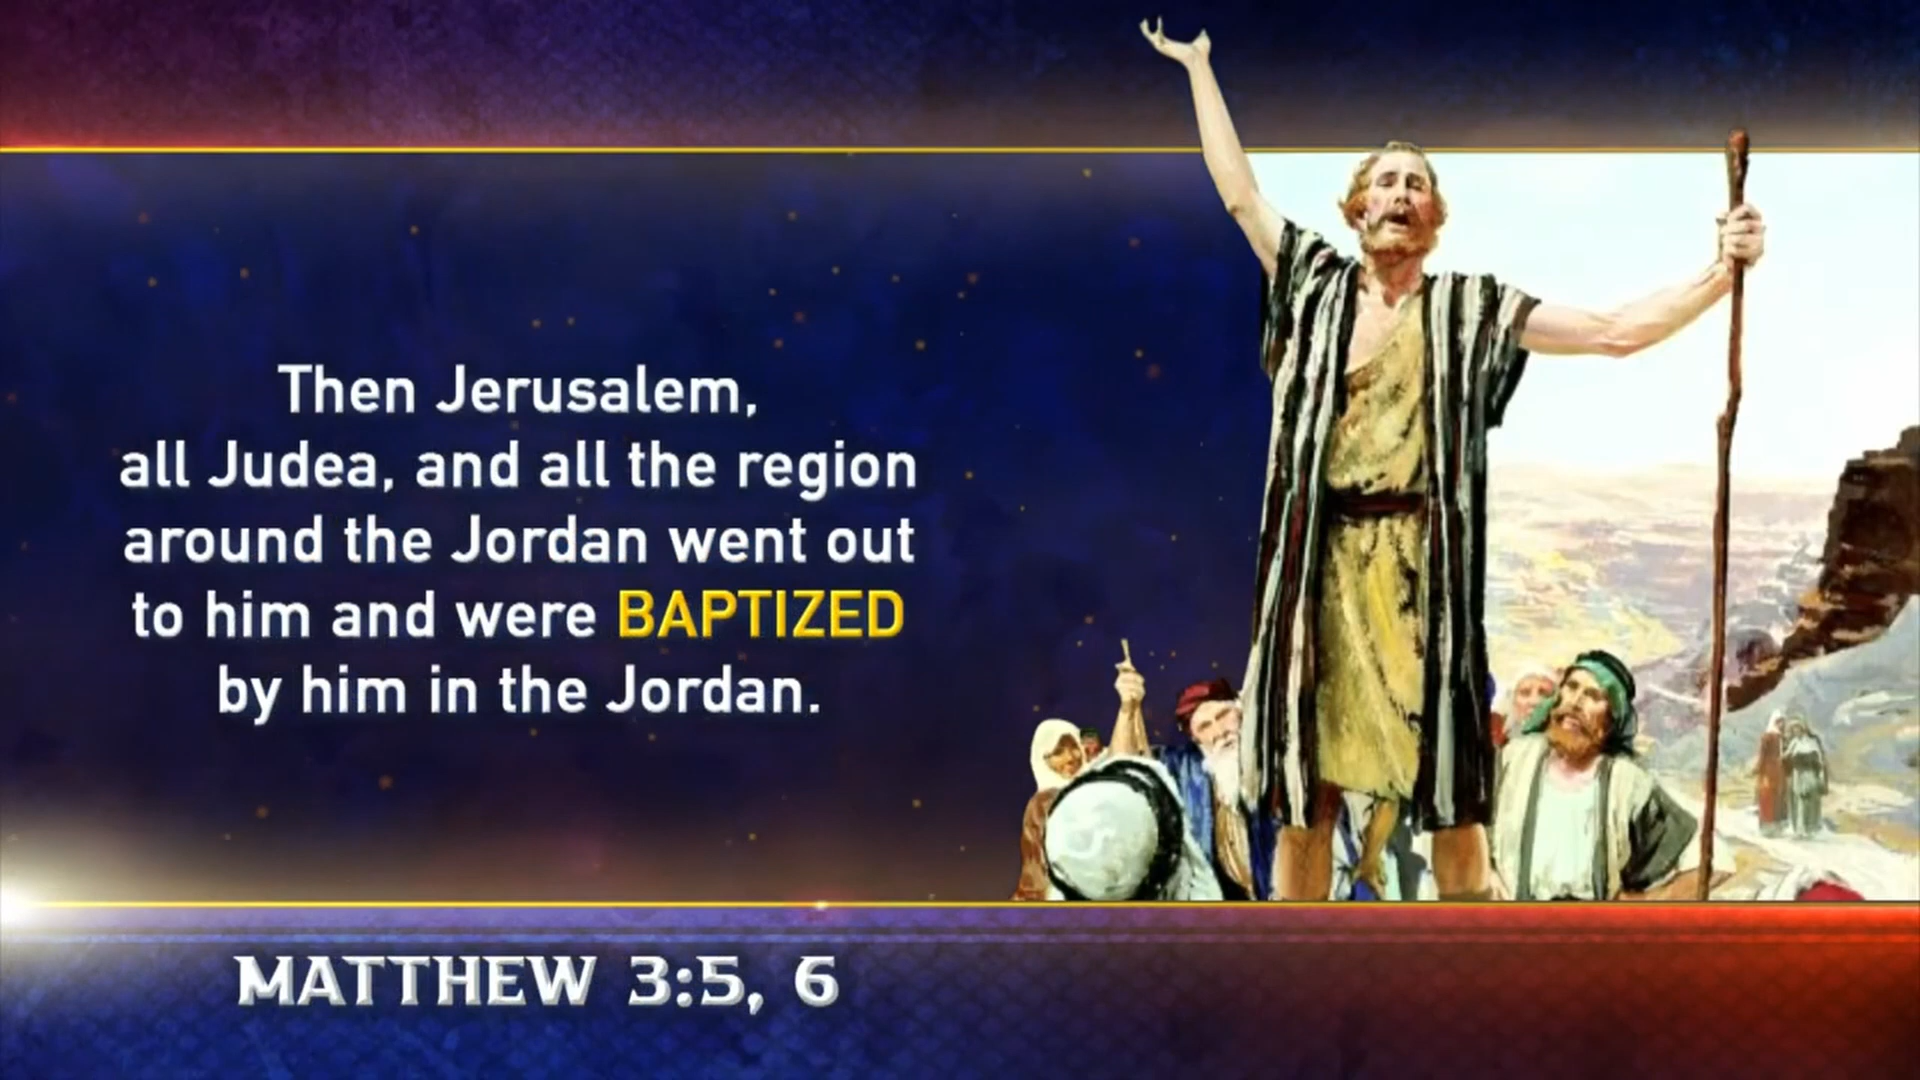 Then Jerusalem,
all Judea, and all the region
around the Jordan went out
to him and were BAPTIZED
by him in the Jordan.
MATTHEW 3:5, 6